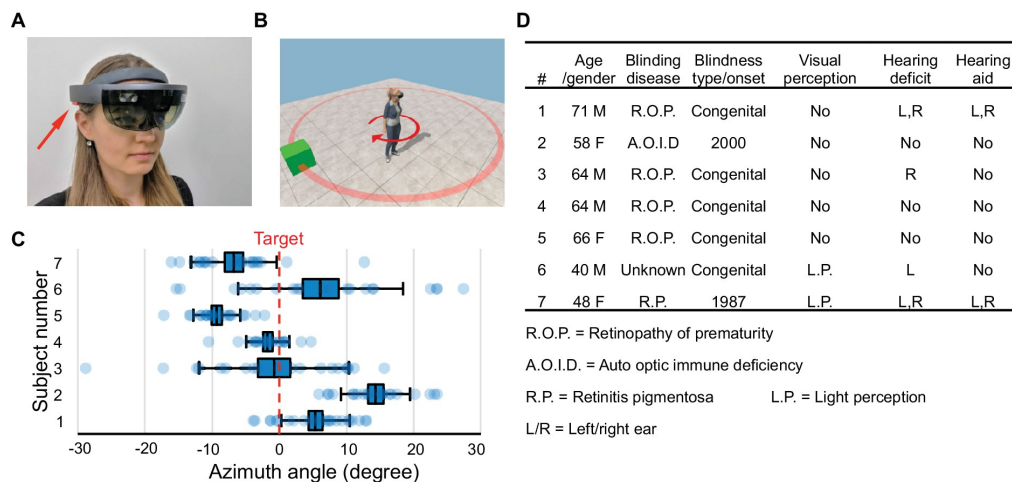 A
B
C
Target
Subject number
7
6
5
4
3
2
1
-30 -20 -10 0 10 20 30
Azimuth angle (degree)
D
# Age /gender Blinding disease Blindness type/onset Visual perception Hearing deficit Hearing aid
1 71 M R.O.P. Congenital No L,R L,R
2 58 F A.O.I.D 2000 No No No
3 64 M R.O.P. Congenital No R No
4 64 M R.O.P. Congenital No No No
5 66 F R.O.P. Congenital No No No
6 40 M Unknown Congenital L.P. L No
7 48 F R.P. 1987 L.P. L,R L,R
R.O.P. = Retinopathy of prematurity
A.O.I.D. = Auto optic immune deficiency
R.P. = Retinitis pigmentosa L.P. = Light perception
L/R = Left/right ear